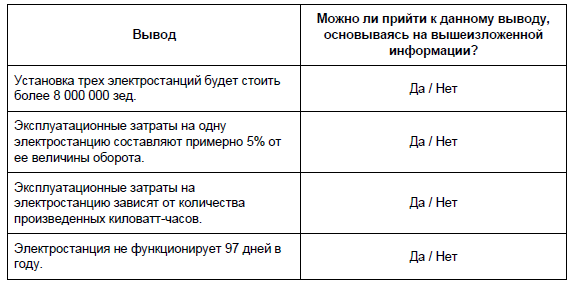 Вывод
Можно ли прийти к данному выводу,
основываясь на вышеизложенной
информации?
Установка трех электростанций будет стоить
более 8 000 000 зед.
Да / Нет
Эксплуатационные затраты на одну
электростанцию составляют примерно 5% от
ее величины оборота.
Да / Нет
Эксплуатационные затраты на
электростанцию зависят от количества
произведенных киловатт-часов.
Да / Нет
Электростанция не функционирует 97 дней в
году.
Да / Нет